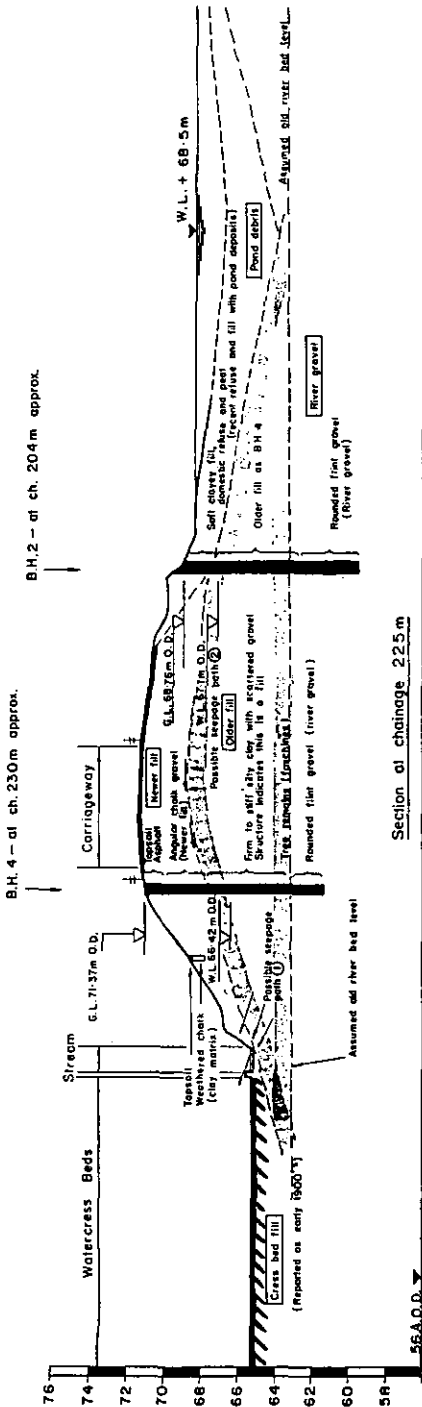 B.H. 4 – at ch. 230m approx.
B.H. 2 – at ch. 204m approx.
Watercress Beds
Stream
Carriageway
G.L. 71·37m O.D.
G.L. 68·76m O.D.
W.L. + 68·5m
Topsoil
Weathered chalk
(clay matrix)
Topsoil
Asphalt
Newer fill
Angular chalk gravel
(Newer fill)
W.L. 66·42m O.D.
W.L. 67·1m O.D.
Possible seepage path ②
Older fill
Possible seepage
path ①
Firm to stiff silty clay with scattered gravel
Structure indicates this is a fill
Tree branches (fauchings)
Rounded flint gravel (river gravel)
Soft clayey fill,
domestic refuse and peat
(recent refuse and fill with pond deposits)
Older fill as BH 4
Pond debris
Assumed old river bed level
River gravel
Rounded flint gravel
(River gravel)
Cress bed fill
(Reported as early 1900's)
Assumed old river bed level
76
74
72
70
68
66
64
62
60
58
56 A.O.D.
Section at chainage 225m